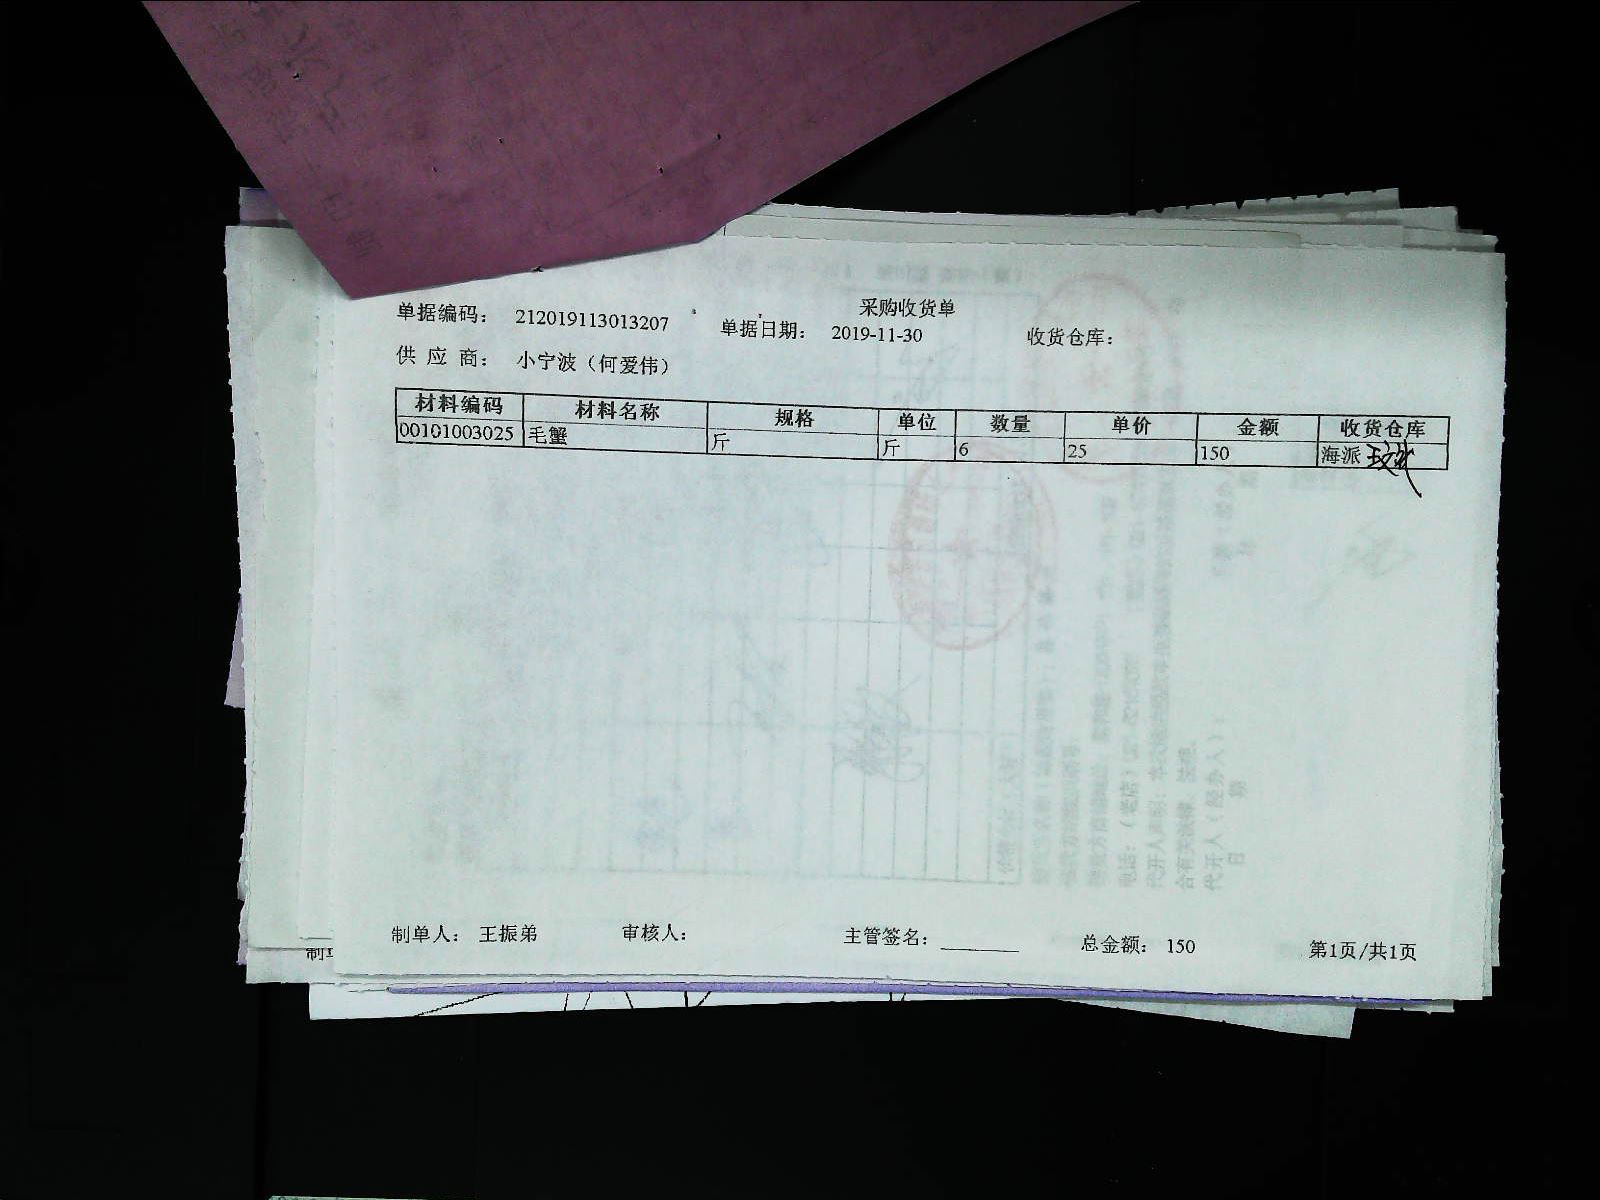 采购收货单
单据编码： 212019113013207 单据日期： 2019-11-30 收货仓库：
供 应 商： 小宁波（何爱伟）
材料编码 材料名称 规格 单位 数量 单价 金额 收货仓库
00101003025 毛蟹 斤 斤 6 25 150 海派
制单人： 王振弟 审核人： 主管签名： 总金额： 150 第1页/共1页